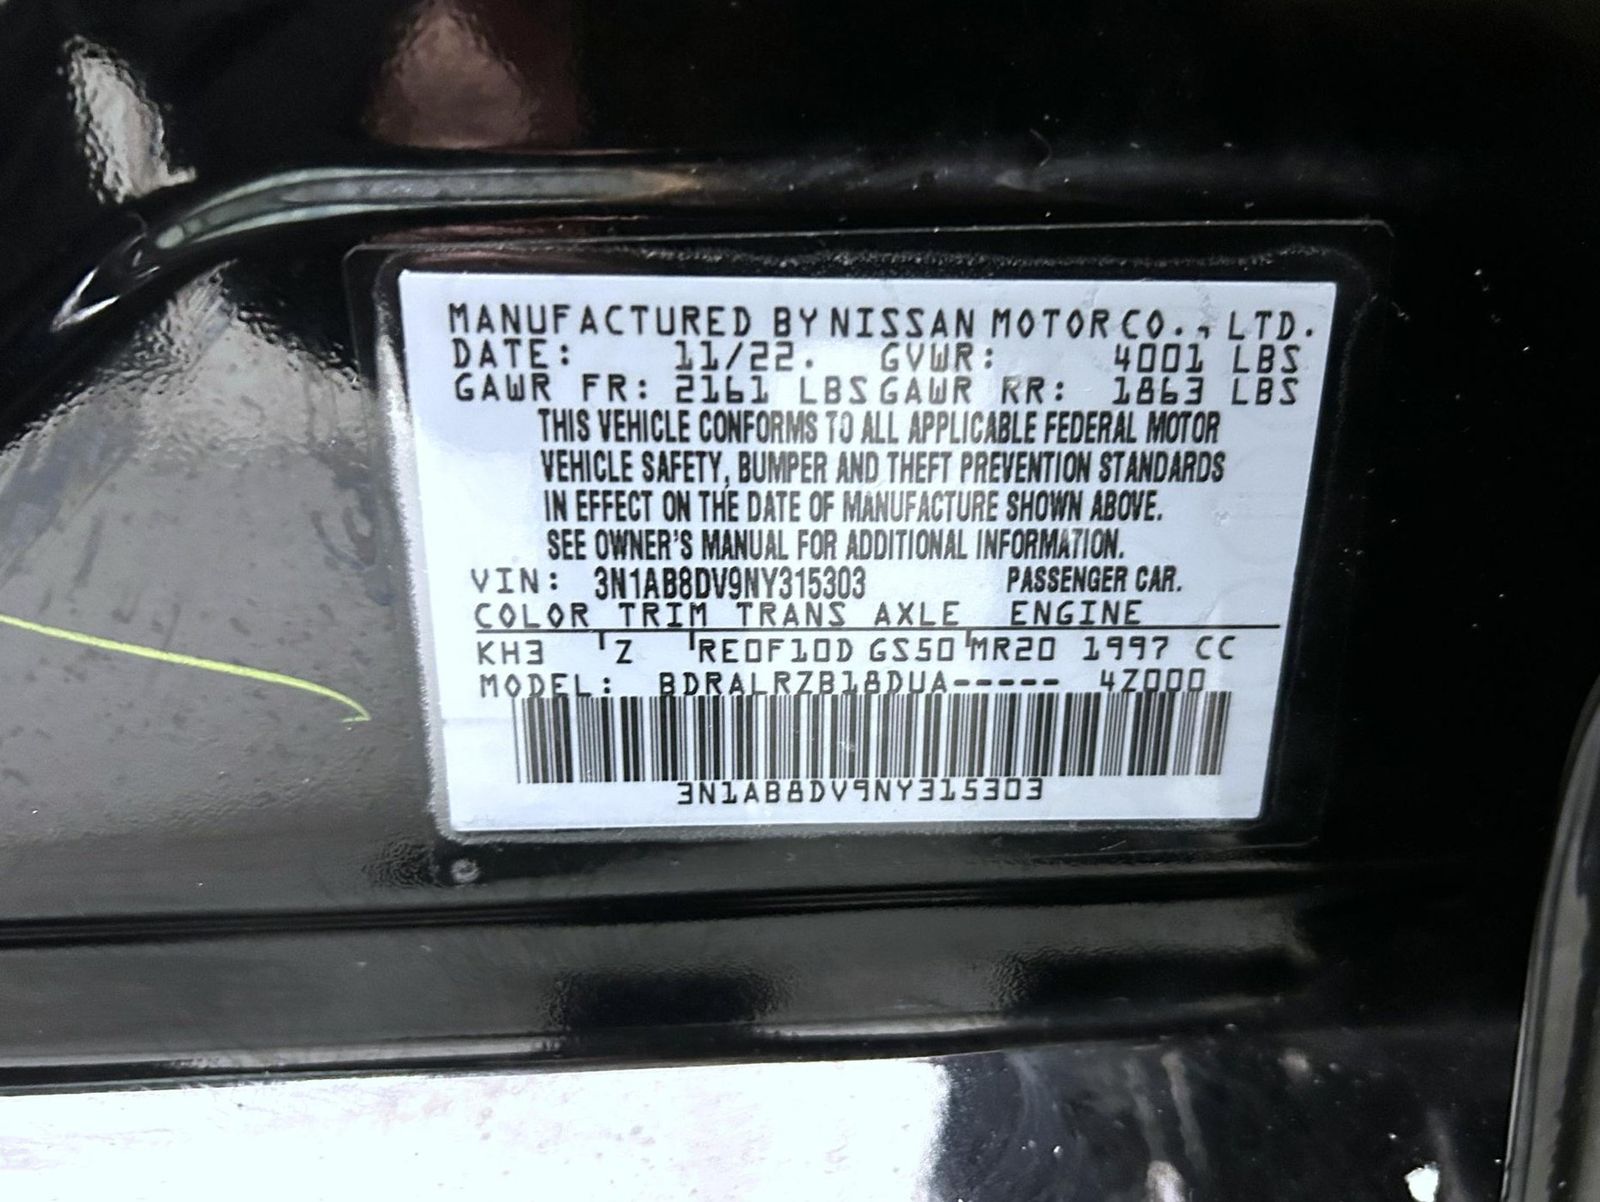 MANUFACTURED BY NISSAN MOTOR CO., LTD.
DATE: 11/22. GVWR: 4001 LBS
GAWR FR: 2161 LBS GAWR RR: 1863 LBS
THIS VEHICLE CONFORMS TO ALL APPLICABLE FEDERAL MOTOR
VEHICLE SAFETY, BUMPER AND THEFT PREVENTION STANDARDS
IN EFFECT ON THE DATE OF MANUFACTURE SHOWN ABOVE.
SEE OWNER'S MANUAL FOR ADDITIONAL INFORMATION.
VIN: 3N1AB8DV9NY315303 PASSENGER CAR.
COLOR TRIM TRANS AXLE ENGINE
KH3 Z RE0F10D GS50 MR20 1997 CC
MODEL: BDRALRZB18DUA----- 4Z000
3N1AB8DV9NY315303